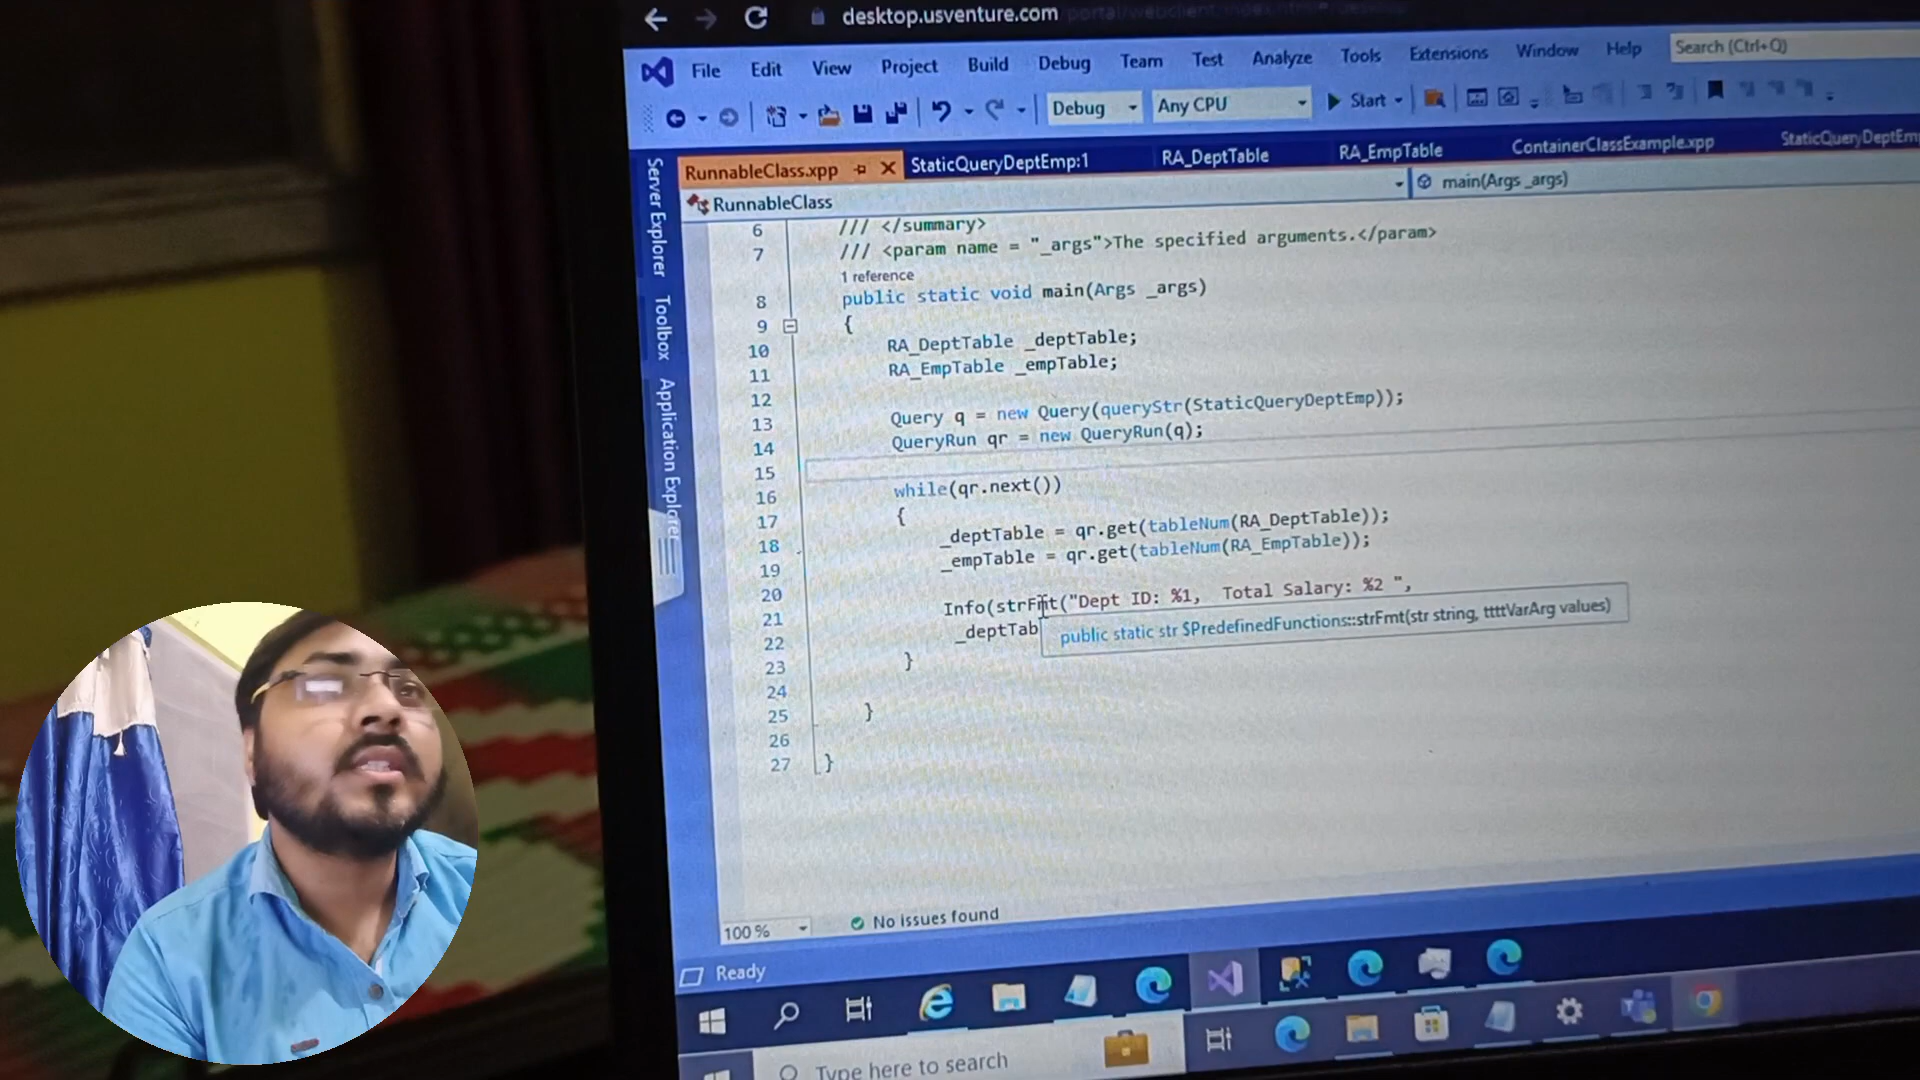 desktop.usventure.com
File Edit View Project Build Debug Team Test Analyze Tools Extensions Window Help Search (Ctrl+Q)
Debug Any CPU Start
RunnableClass.xpp StaticQueryDeptEmp:1 RA_DeptTable RA_EmpTable ContainerClassExample.xpp StaticQueryDeptEmp
RunnableClass main(Args _args)
Server Explorer
Toolbox
Application Explorer
6 /// </summary>
7 /// <param name = "_args">The specified arguments.</param>
1 reference
8 public static void main(Args _args)
9 {
10 RA_DeptTable _deptTable;
11 RA_EmpTable _empTable;
12
13 Query q = new Query(queryStr(StaticQueryDeptEmp));
14 QueryRun qr = new QueryRun(q);
15
16 while(qr.next())
17 {
18 _deptTable = qr.get(tableNum(RA_DeptTable));
19 _empTable = qr.get(tableNum(RA_EmpTable));
20
21 Info(strFmt("Dept ID: %1,  Total Salary: %2 ",
22 _deptTab
public static str $PredefinedFunctions::strFmt(str string, ttttVarArg values)
23 }
24
25 }
26
27 }
100 % No issues found
Ready
Type here to search